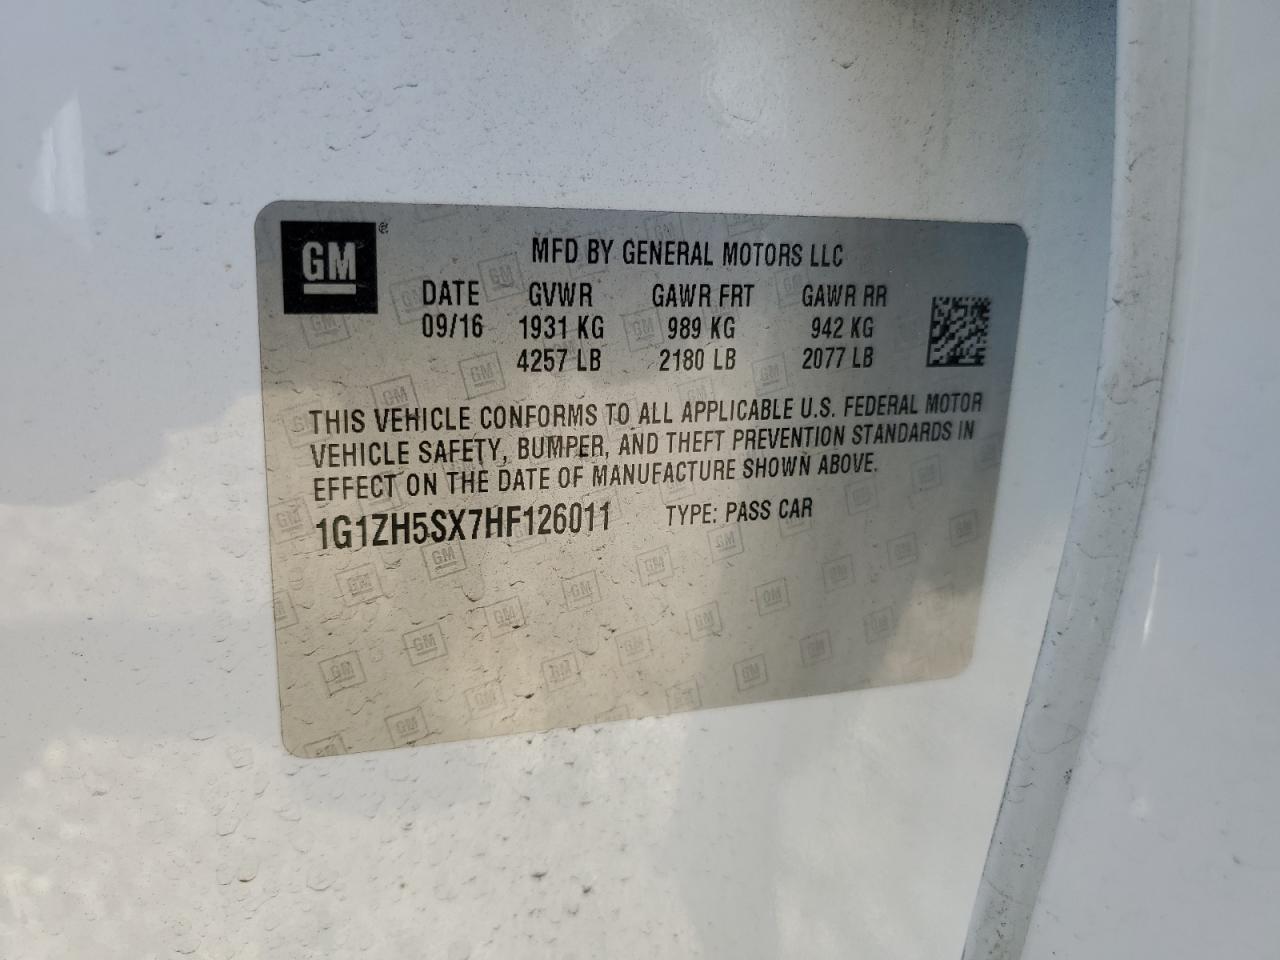 GM®
MFD BY GENERAL MOTORS LLC
DATE GVWR GAWR FRT GAWR RR
09/16 1931 KG 989 KG 942 KG
4257 LB 2180 LB 2077 LB
THIS VEHICLE CONFORMS TO ALL APPLICABLE U.S. FEDERAL MOTOR
VEHICLE SAFETY, BUMPER, AND THEFT PREVENTION STANDARDS IN
EFFECT ON THE DATE OF MANUFACTURE SHOWN ABOVE.
1G1ZH5SX7HF126011 TYPE: PASS CAR